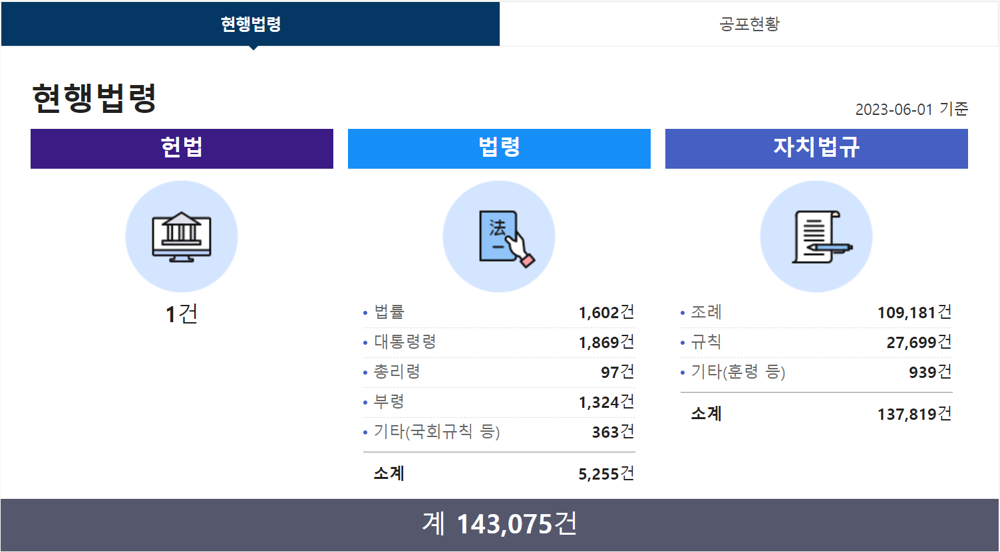 현행법령
공포현황
현행법령
2023-06-01 기준
헌법
1건
법령
法
• 법률 1,602건
• 대통령령 1,869건
• 총리령 97건
• 부령 1,324건
• 기타(국회규칙 등) 363건
소계 5,255건
자치법규
• 조례 109,181건
• 규칙 27,699건
• 기타(훈령 등) 939건
소계 137,819건
계 143,075건